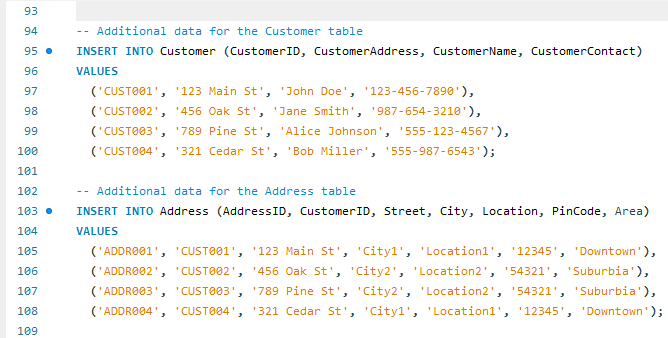 93
94 -- Additional data for the Customer table
95 INSERT INTO Customer (CustomerID, CustomerAddress, CustomerName, CustomerContact)
96 VALUES
97 ('CUST001', '123 Main St', 'John Doe', '123-456-7890'),
98 ('CUST002', '456 Oak St', 'Jane Smith', '987-654-3210'),
99 ('CUST003', '789 Pine St', 'Alice Johnson', '555-123-4567'),
100 ('CUST004', '321 Cedar St', 'Bob Miller', '555-987-6543');
101
102 -- Additional data for the Address table
103 INSERT INTO Address (AddressID, CustomerID, Street, City, Location, PinCode, Area)
104 VALUES
105 ('ADDR001', 'CUST001', '123 Main St', 'City1', 'Location1', '12345', 'Downtown'),
106 ('ADDR002', 'CUST002', '456 Oak St', 'City2', 'Location2', '54321', 'Suburbia'),
107 ('ADDR003', 'CUST003', '789 Pine St', 'City2', 'Location2', '54321', 'Suburbia'),
108 ('ADDR004', 'CUST004', '321 Cedar St', 'City1', 'Location1', '12345', 'Downtown');
109